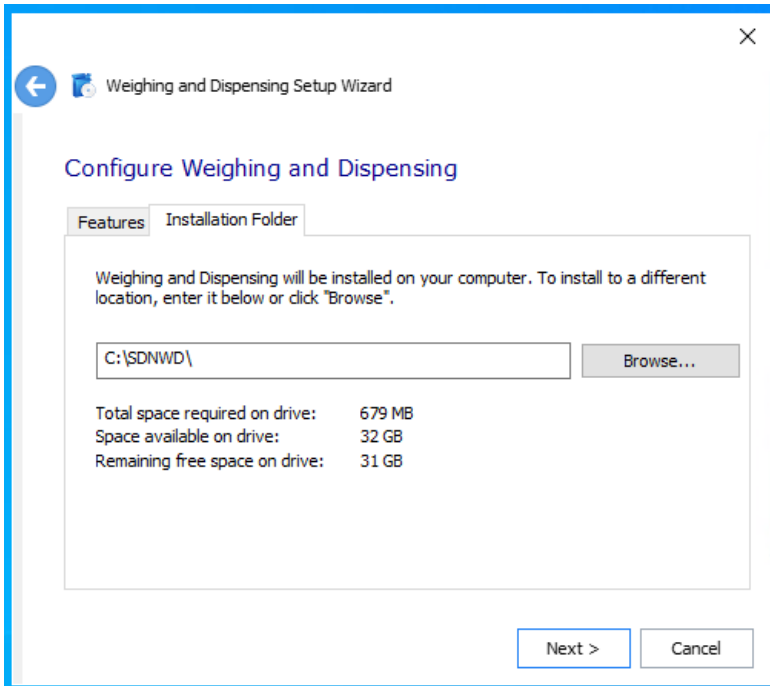 Weighing and Dispensing Setup Wizard
Configure Weighing and Dispensing
Features Installation Folder
Weighing and Dispensing will be installed on your computer. To install to a different
location, enter it below or click "Browse".
C:\SDNWD\ Browse...
Total space required on drive: 679 MB
Space available on drive: 32 GB
Remaining free space on drive: 31 GB
Next > Cancel